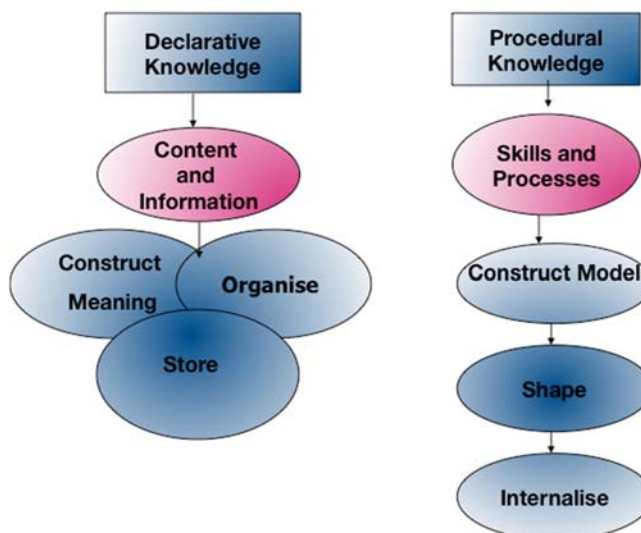 Declarative
Knowledge
Content
and
Information
Construct
Meaning
Organise
Store
Procedural
Knowledge
Skills and
Processes
Construct Model
Shape
Internalise